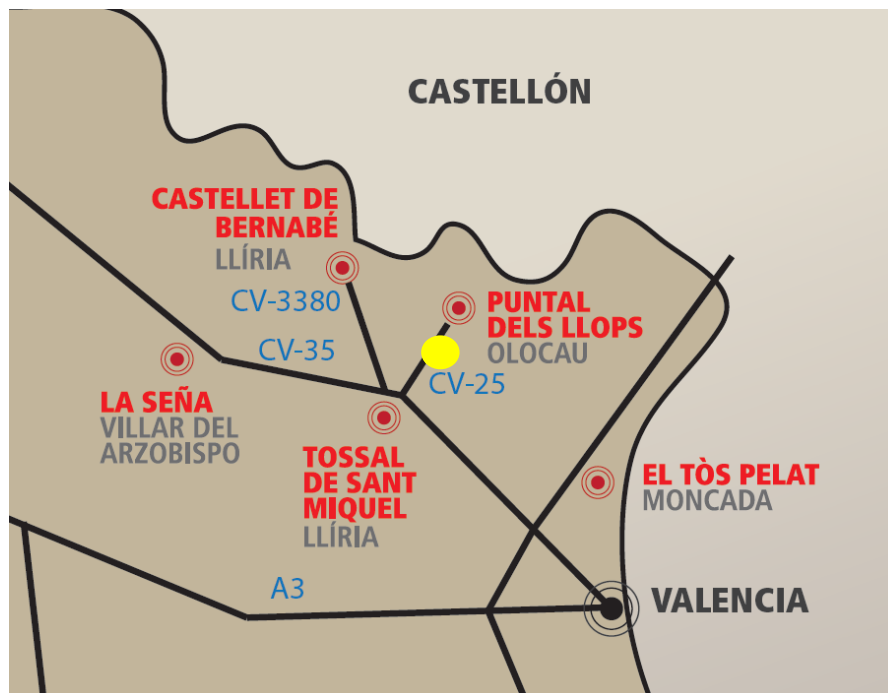 CASTELLÓN
CASTELLET DE
BERNABÉ
LLÍRIA
CV-3380
CV-35
PUNTAL
DELS LLOPS
OLOCAU
CV-25
LA SEÑA
VILLAR DEL
ARZOBISPO
TOSSAL
DE SANT
MIQUEL
LLÍRIA
EL TÒS PELAT
MONCADA
A3
VALENCIA